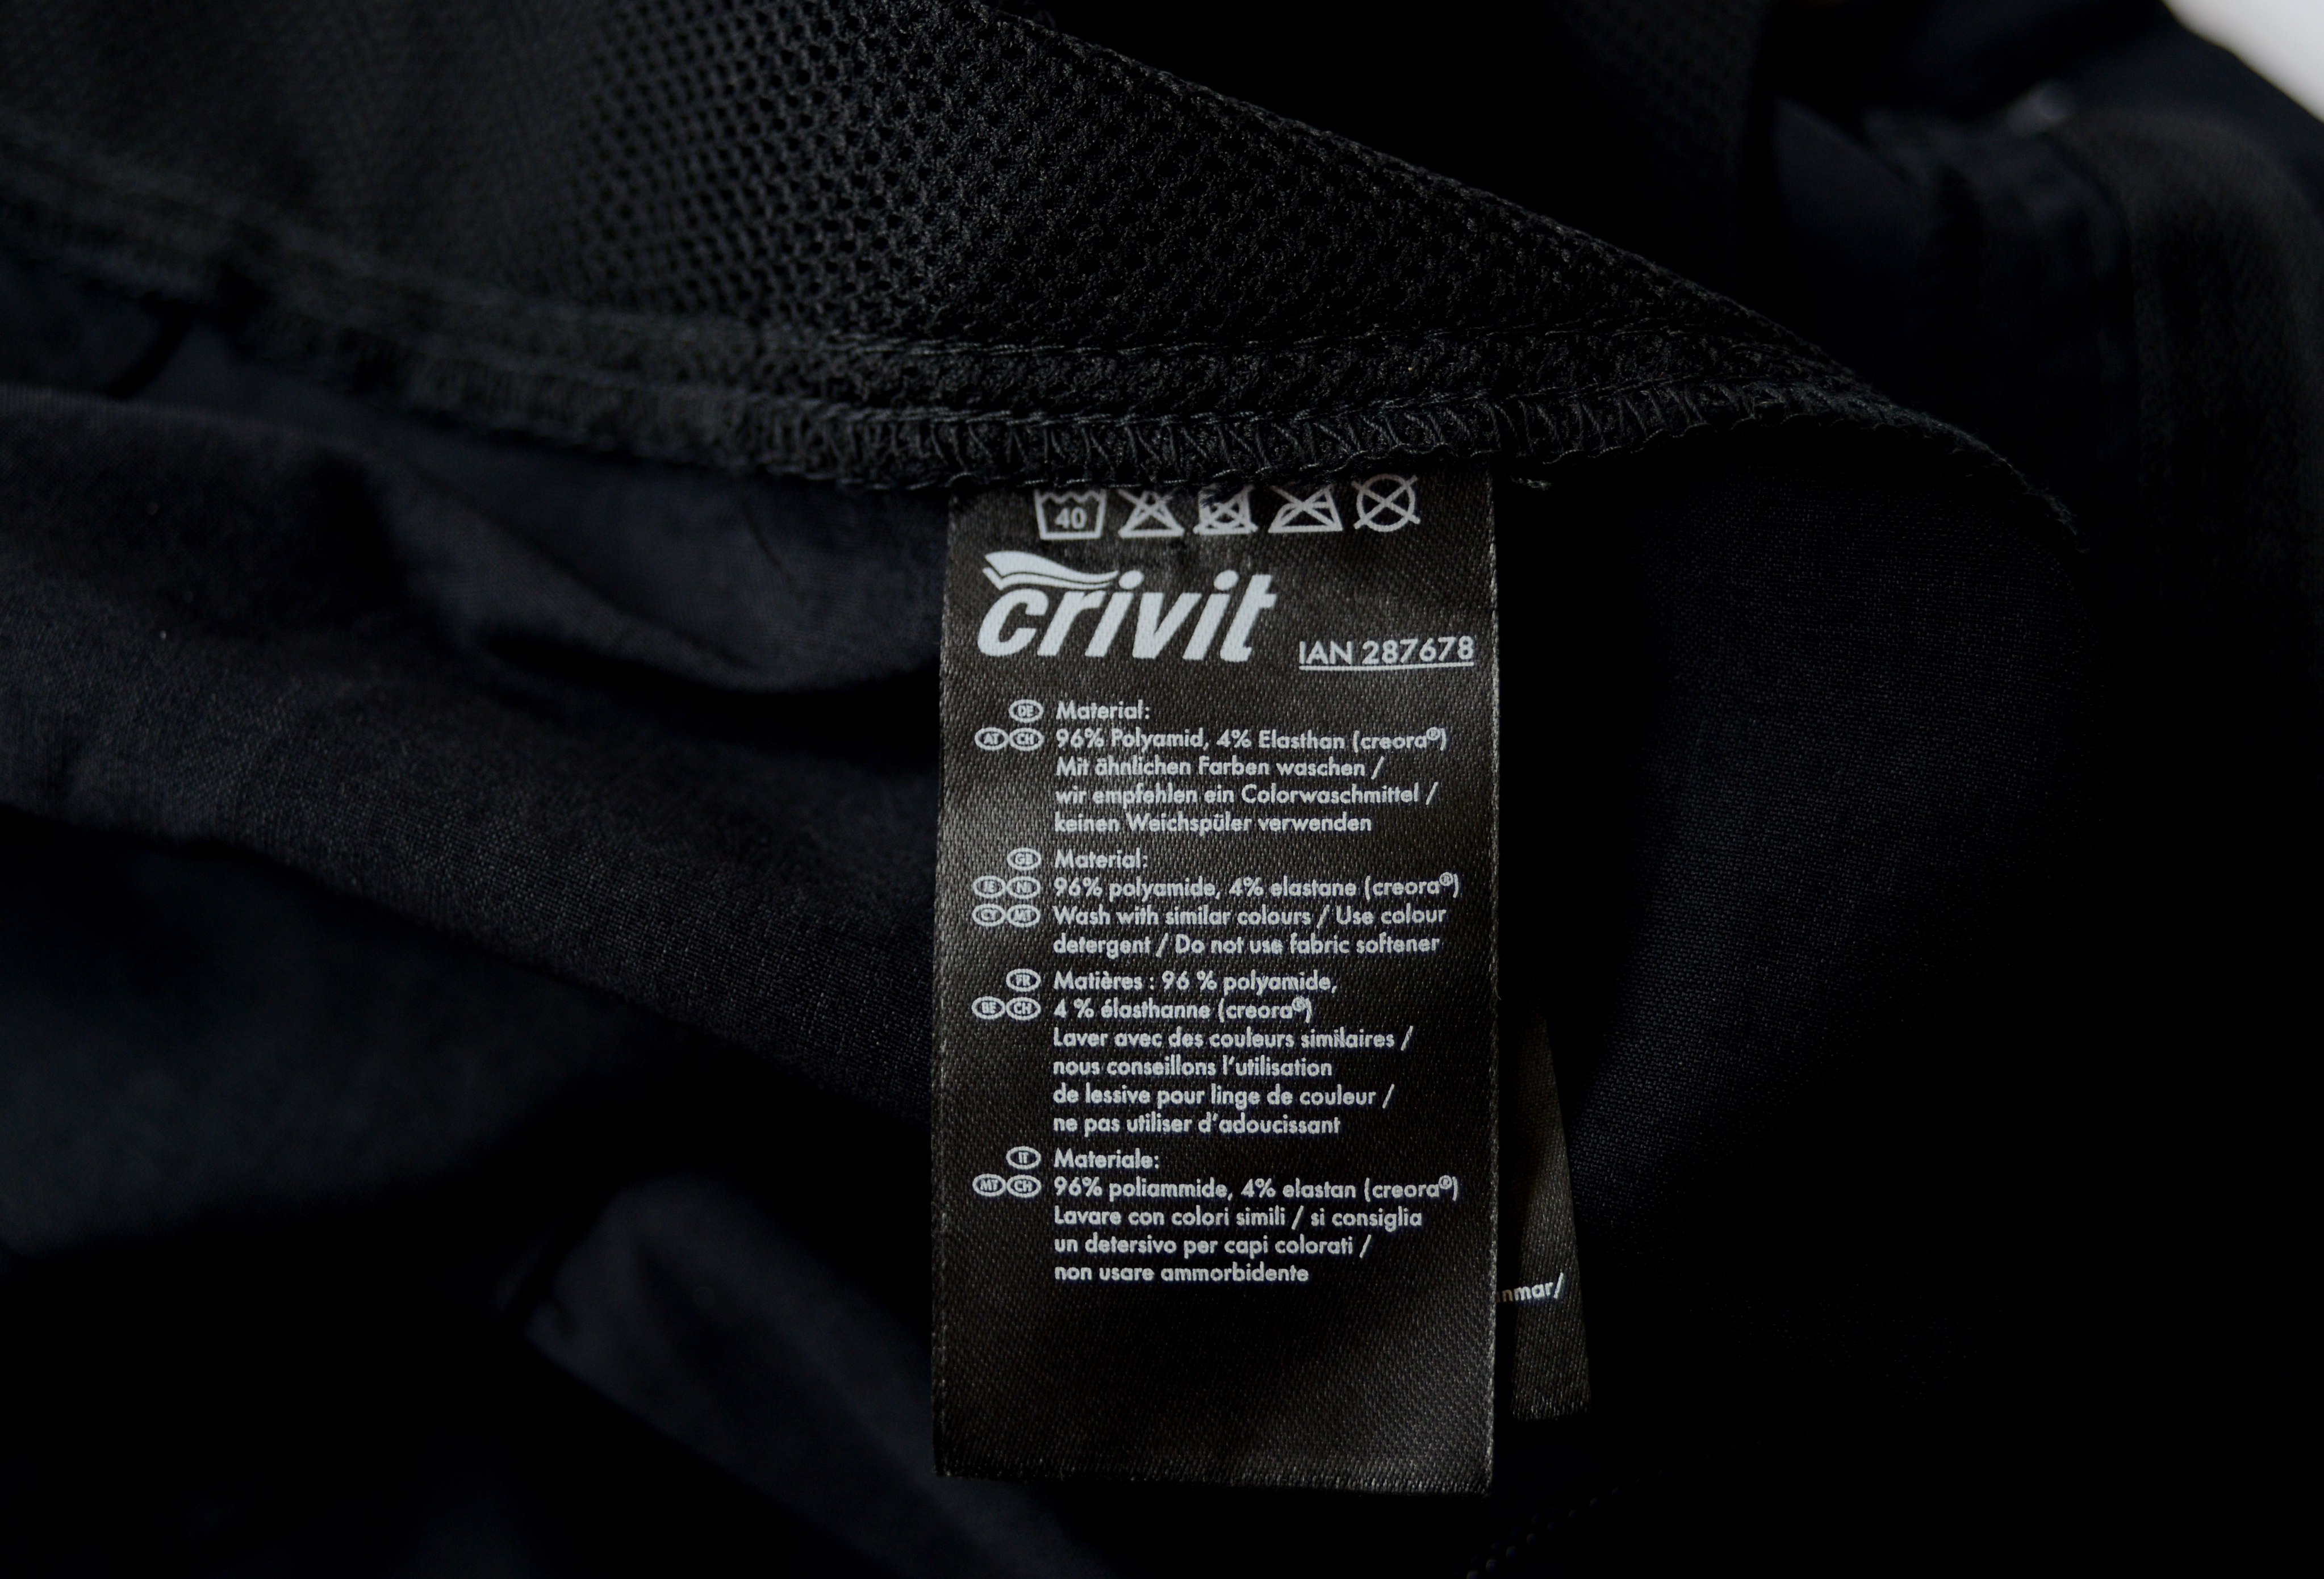 40
crivit
IAN 287678
DE Material:
AT CH 96% Polyamid, 4% Elasthan (creora®)
Mit ähnlichen Farben waschen /
wir empfehlen ein Colorwaschmittel /
keinen Weichspüler verwenden
GB Material:
IE NI 96% polyamide, 4% elastane (creora®)
CY MT Wash with similar colours / Use colour
detergent / Do not use fabric softener
FR Matières : 96 % polyamide,
BE CH 4 % élasthanne (creora®)
Laver avec des couleurs similaires /
nous conseillons l'utilisation
de lessive pour linge de couleur /
ne pas utiliser d'adoucissant
IT Materiale:
MT CH 96% poliammide, 4% elastan (creora®)
Lavare con colori simili / si consiglia
un detersivo per capi colorati /
non usare ammorbidente
nmar/